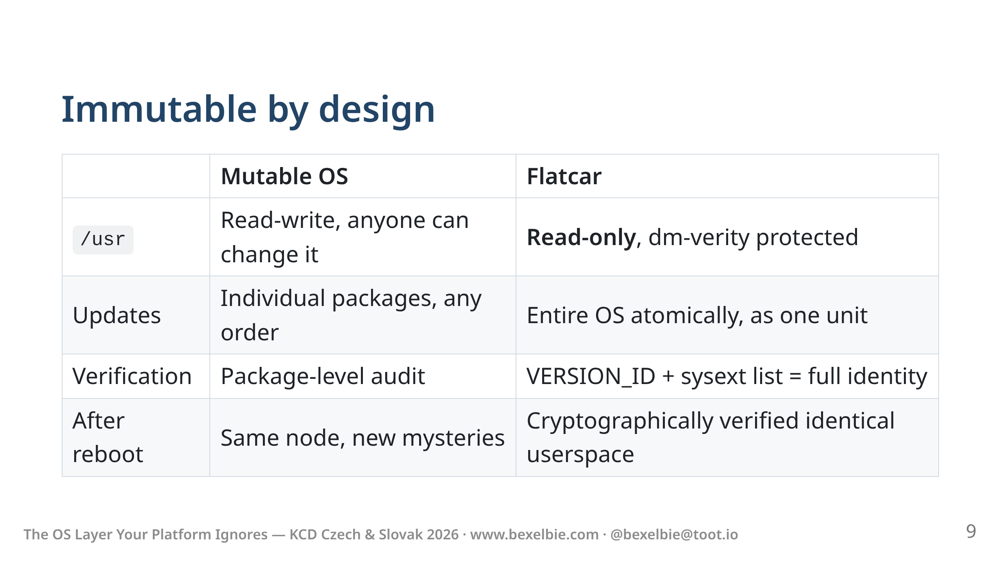 Immutable by design
Mutable OS
Flatcar
/usr
Read-write, anyone can
change it
Read-only, dm-verity protected
Updates
Individual packages, any
order
Entire OS atomically, as one unit
Verification
Package-level audit
VERSION_ID + sysext list = full identity
After
reboot
Same node, new mysteries
Cryptographically verified identical
userspace
The OS Layer Your Platform Ignores — KCD Czech & Slovak 2026 · www.bexelbie.com · @bexelbie@toot.io
9